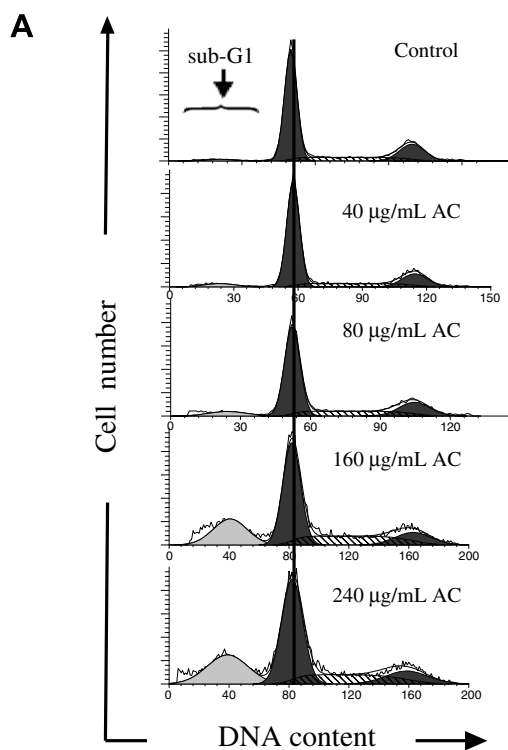 A
sub-G1
Control
40 µg/mL AC
0 30 60 90 120 150
80 µg/mL AC
0 30 60 90 120
160 µg/mL AC
0 40 80 120 160 200
240 µg/mL AC
0 40 80 120 160 200
Cell number
DNA content